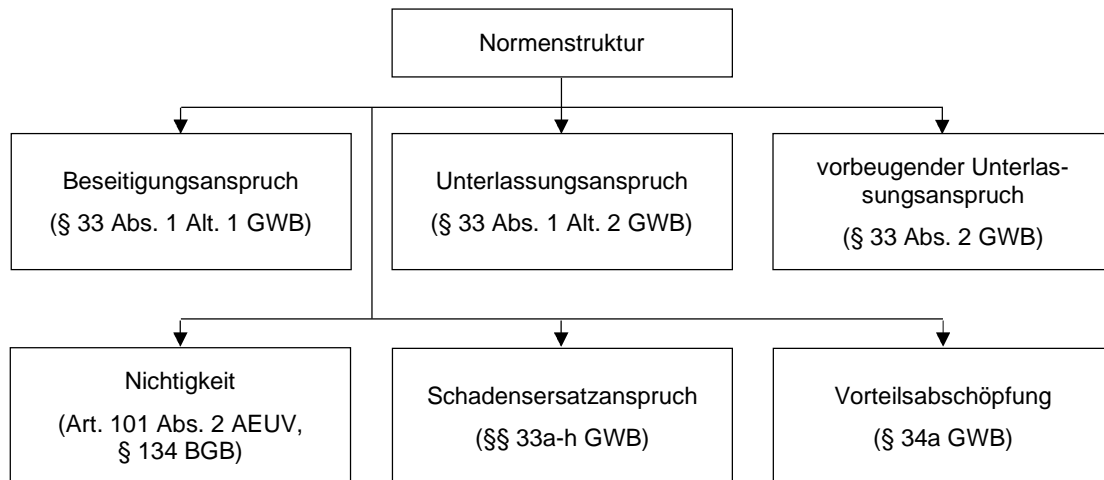 Normenstruktur
Beseitigungsanspruch
(§ 33 Abs. 1 Alt. 1 GWB)
Unterlassungsanspruch
(§ 33 Abs. 1 Alt. 2 GWB)
vorbeugender Unterlas-
sungsanspruch
(§ 33 Abs. 2 GWB)
Nichtigkeit
(Art. 101 Abs. 2 AEUV,
§ 134 BGB)
Schadensersatzanspruch
(§§ 33a-h GWB)
Vorteilsabschöpfung
(§ 34a GWB)